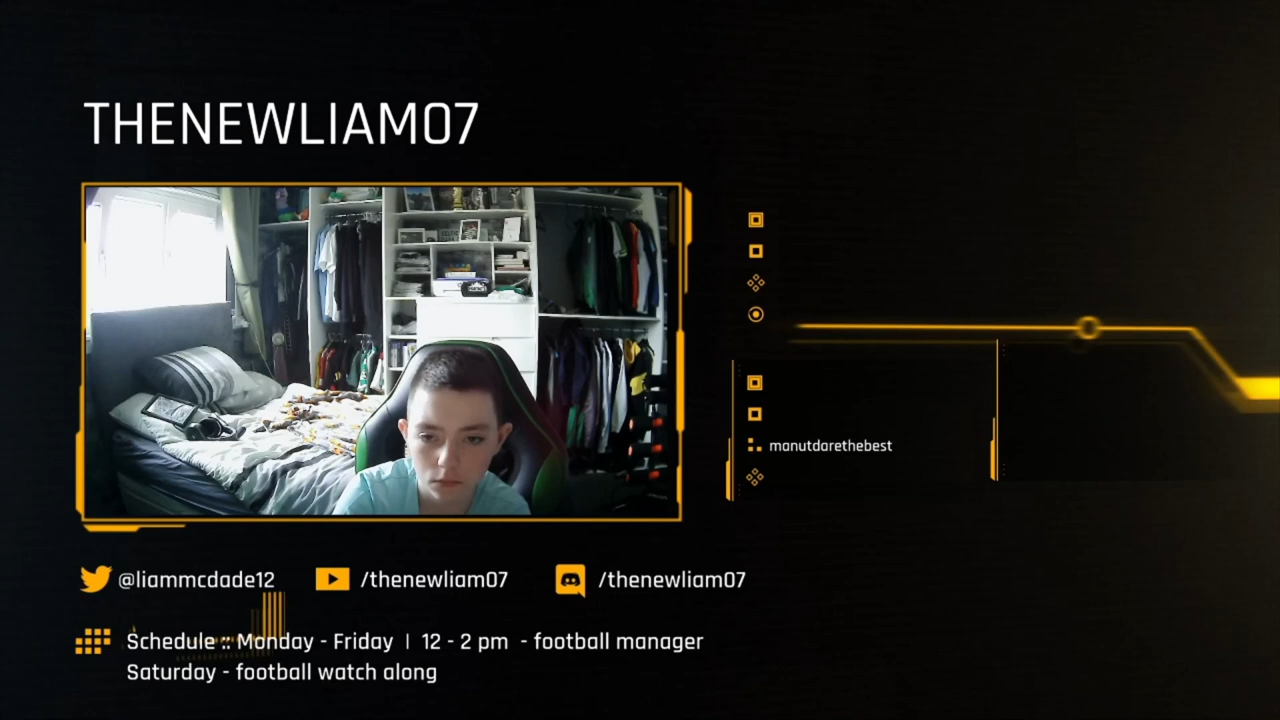 THENEWLIAM07
manutdarethebest
@liammcdade12 /thenewliam07 /thenewliam07
Schedule :: Monday - Friday | 12 - 2 pm - football manager
Saturday - football watch along